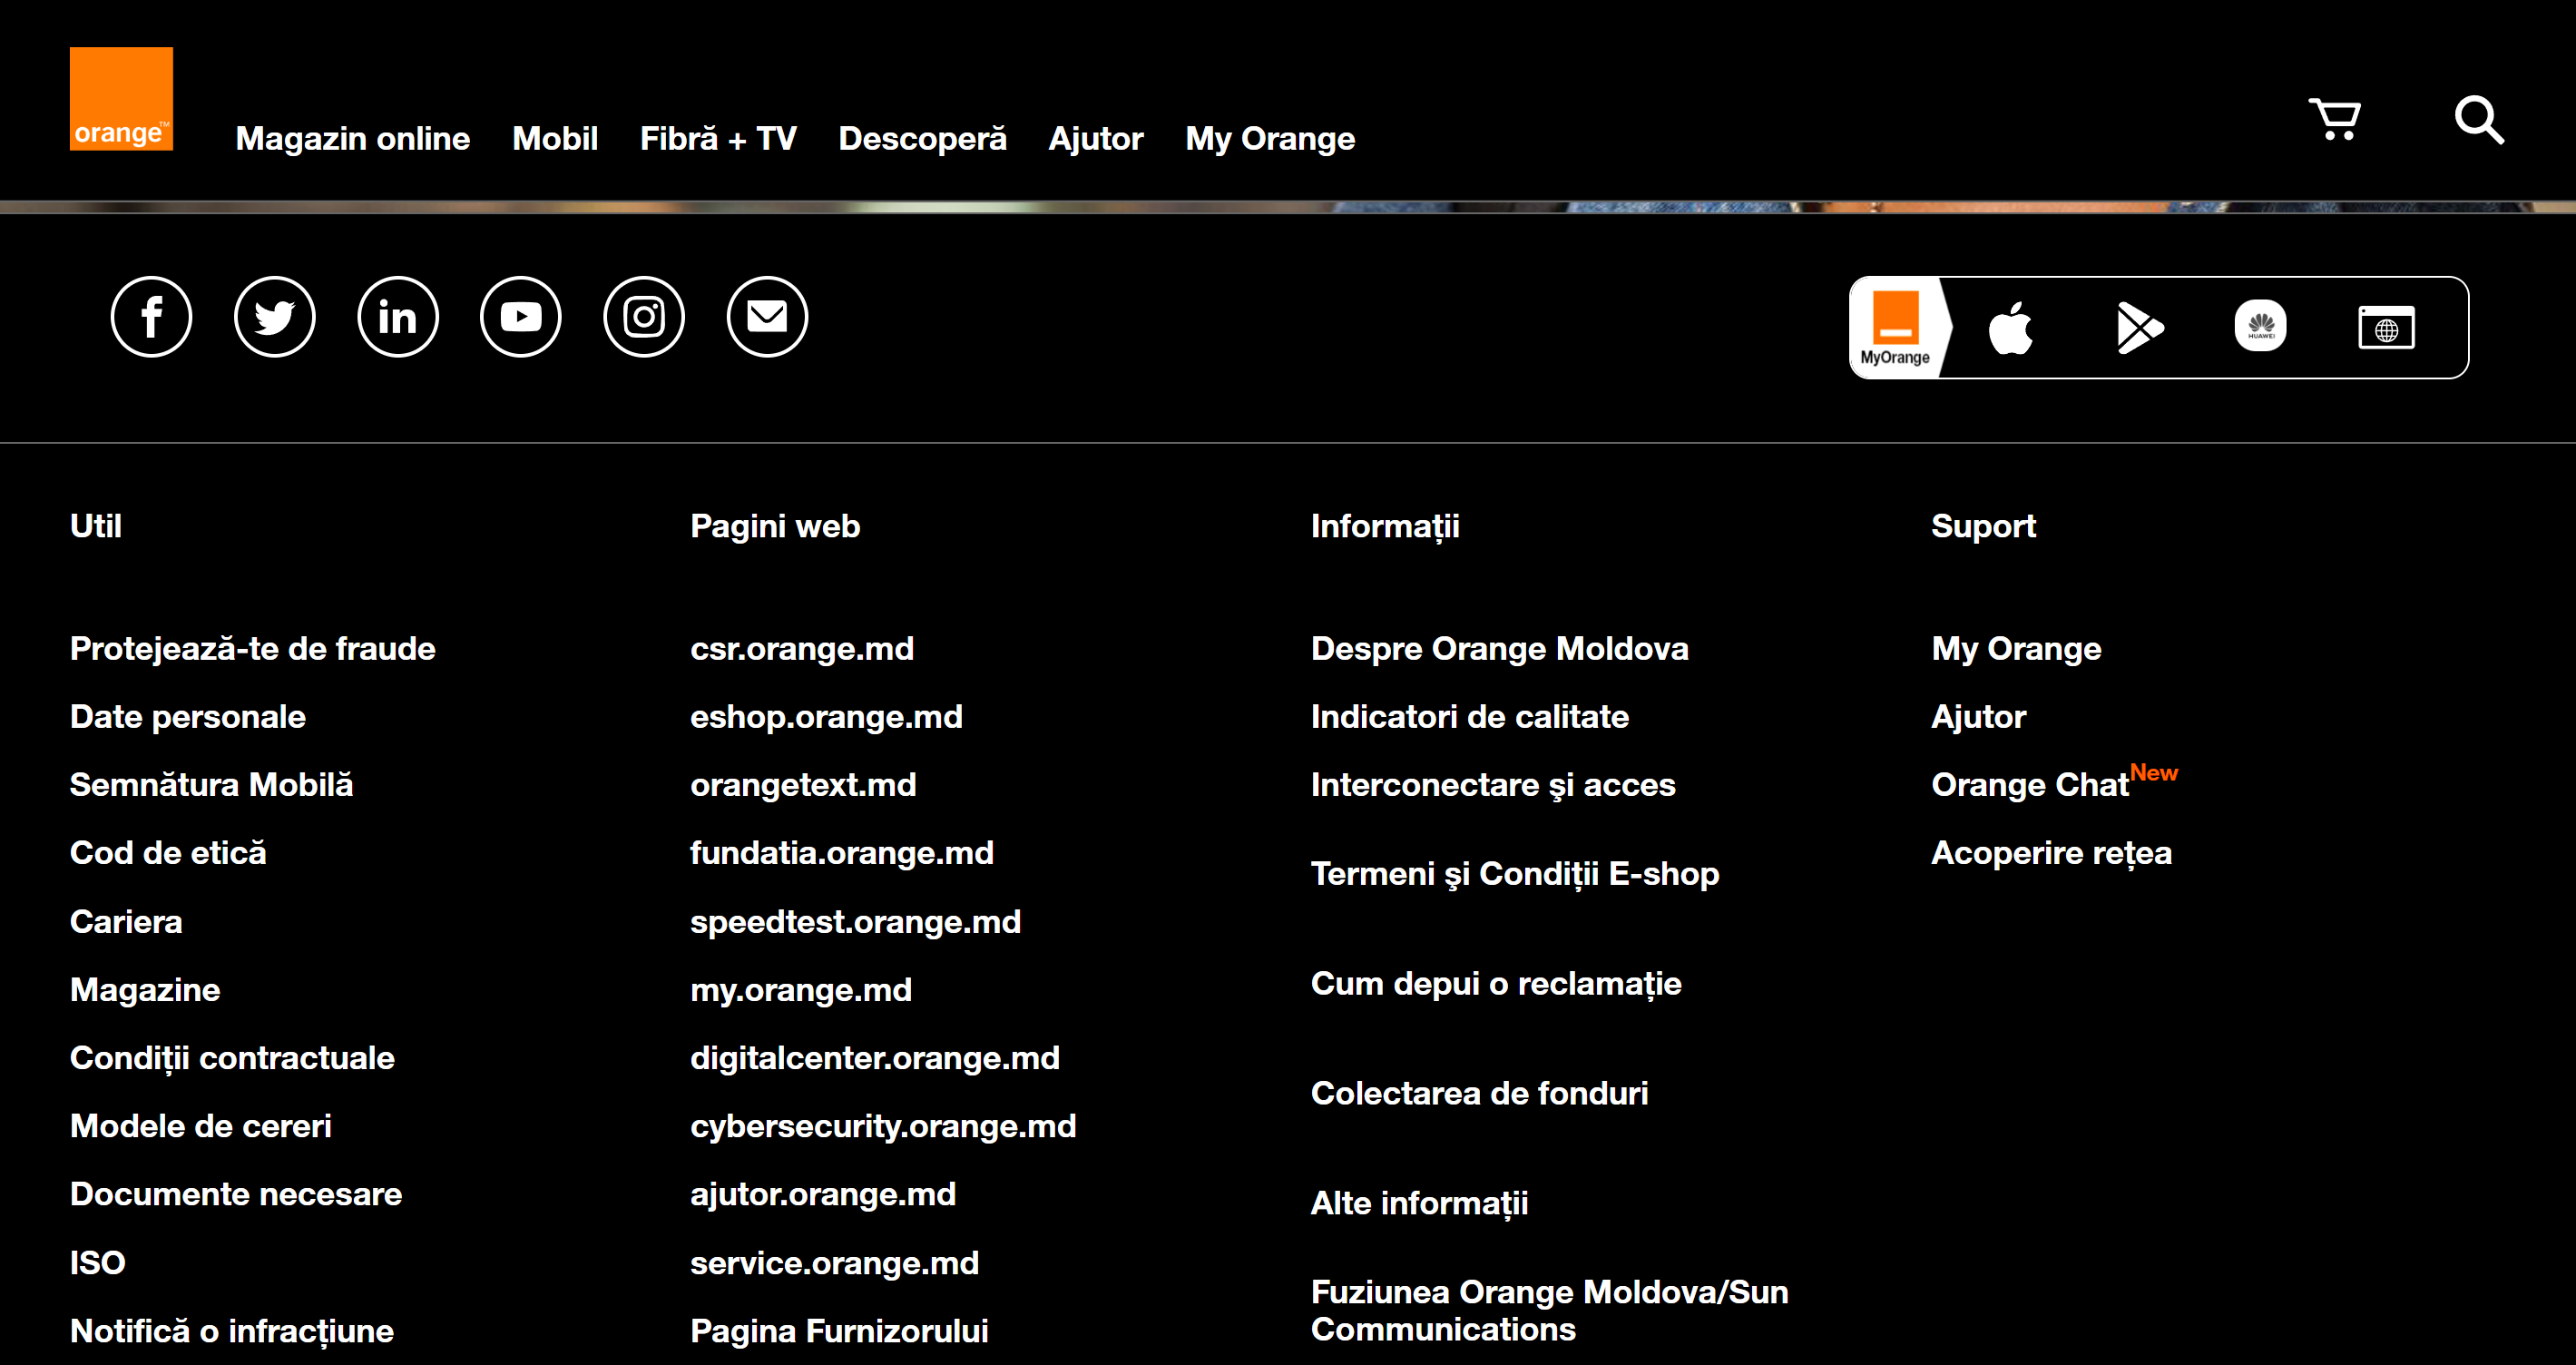 orange™
Magazin online Mobil Fibră + TV Descoperă Ajutor My Orange
MyOrange
HUAWEI
Util
Protejează-te de fraude
Date personale
Semnătura Mobilă
Cod de etică
Cariera
Magazine
Condiții contractuale
Modele de cereri
Documente necesare
ISO
Notifică o infracțiune
Pagini web
csr.orange.md
eshop.orange.md
orangetext.md
fundatia.orange.md
speedtest.orange.md
my.orange.md
digitalcenter.orange.md
cybersecurity.orange.md
ajutor.orange.md
service.orange.md
Pagina Furnizorului
Informații
Despre Orange Moldova
Indicatori de calitate
Interconectare şi acces
Termeni şi Condiții E-shop
Cum depui o reclamație
Colectarea de fonduri
Alte informații
Fuziunea Orange Moldova/Sun
Communications
Suport
My Orange
Ajutor
Orange Chat New
Acoperire rețea